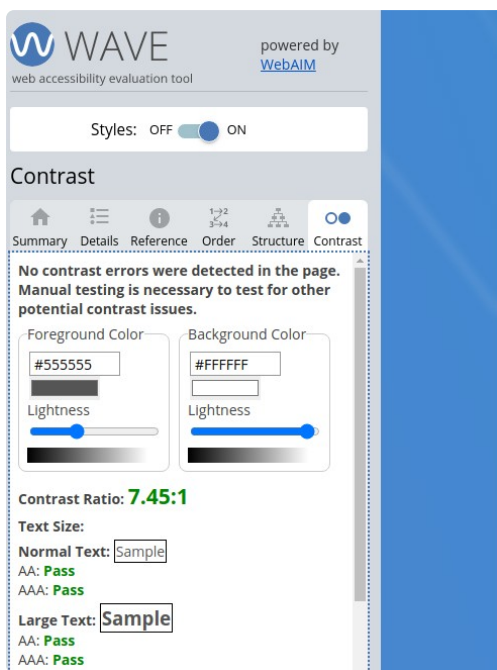 WAVE
web accessibility evaluation tool
powered by
WebAIM
Styles: OFF ON
Contrast
Summary Details Reference Order Structure Contrast
No contrast errors were detected in the page.
Manual testing is necessary to test for other
potential contrast issues.
Foreground Color
#555555
Lightness
Background Color
#FFFFFF
Lightness
Contrast Ratio: 7.45:1
Text Size:
Normal Text: Sample
AA: Pass
AAA: Pass
Large Text: Sample
AA: Pass
AAA: Pass